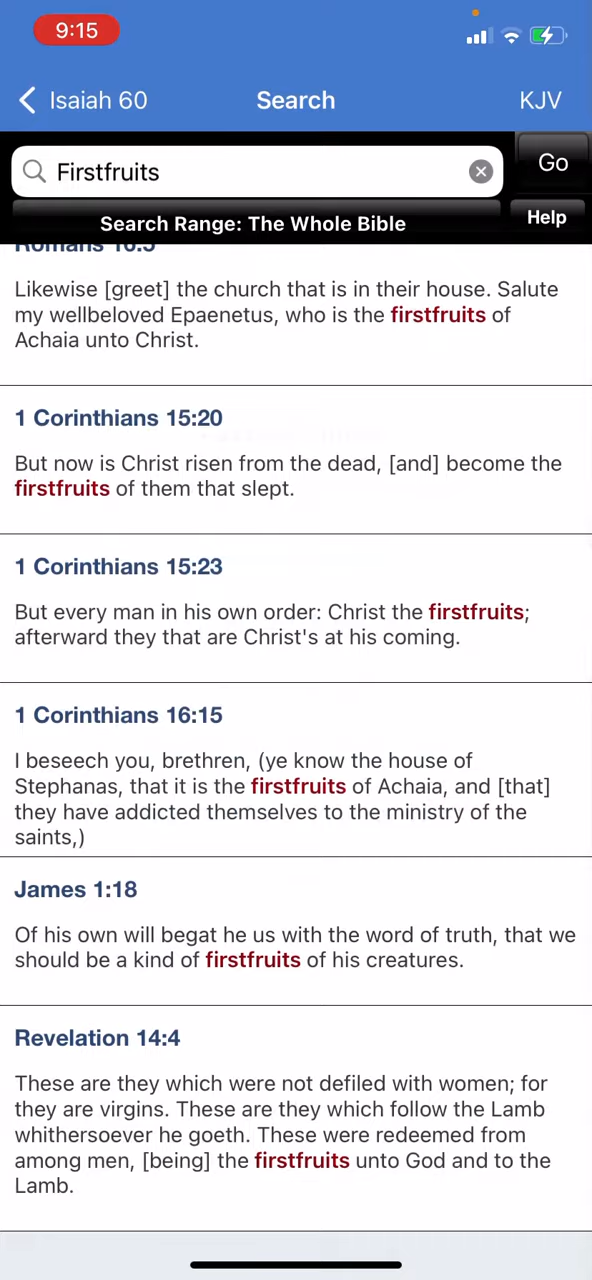 9:15
Isaiah 60
Search
KJV
Firstfruits
Go
Search Range: The Whole Bible
Help
Romans 16:5
Likewise [greet] the church that is in their house. Salute
my wellbeloved Epaenetus, who is the firstfruits of
Achaia unto Christ.
1 Corinthians 15:20
But now is Christ risen from the dead, [and] become the
firstfruits of them that slept.
1 Corinthians 15:23
But every man in his own order: Christ the firstfruits;
afterward they that are Christ's at his coming.
1 Corinthians 16:15
I beseech you, brethren, (ye know the house of
Stephanas, that it is the firstfruits of Achaia, and [that]
they have addicted themselves to the ministry of the
saints,)
James 1:18
Of his own will begat he us with the word of truth, that we
should be a kind of firstfruits of his creatures.
Revelation 14:4
These are they which were not defiled with women; for
they are virgins. These are they which follow the Lamb
whithersoever he goeth. These were redeemed from
among men, [being] the firstfruits unto God and to the
Lamb.